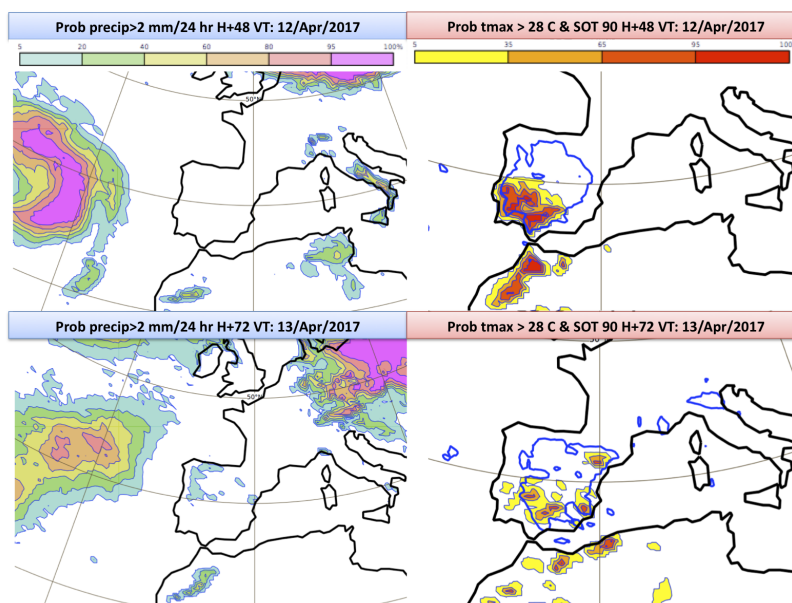 Prob precip>2 mm/24 hr H+48 VT: 12/Apr/2017
Prob tmax > 28 C & SOT 90 H+48 VT: 12/Apr/2017
5 20 40 60 80 95 100%
5 35 65 95 100
50°N
Prob precip>2 mm/24 hr H+72 VT: 13/Apr/2017
Prob tmax > 28 C & SOT 90 H+72 VT: 13/Apr/2017
50°N